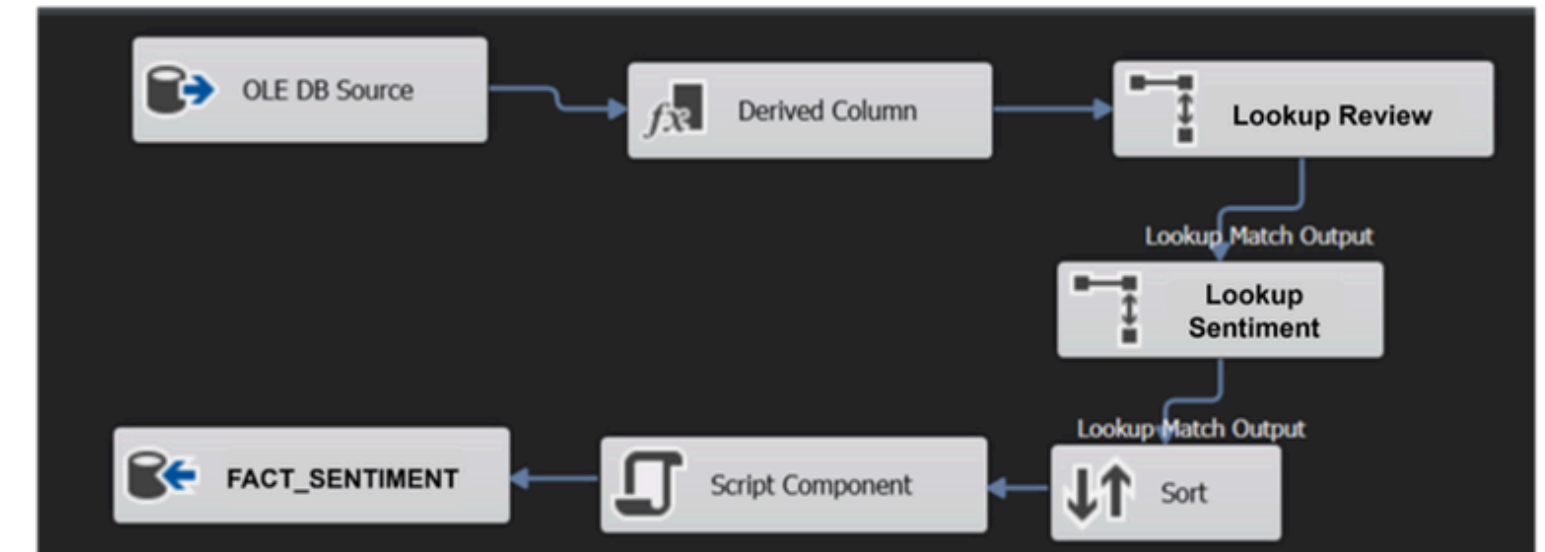 OLE DB Source
Derived Column
Lookup Review
Lookup Match Output
Lookup
Sentiment
Lookup Match Output
Sort
Script Component
FACT_SENTIMENT